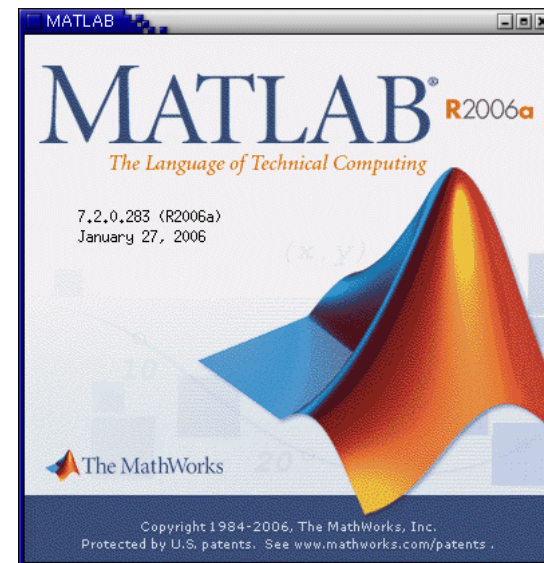 MATLAB
MATLAB® R2006a
The Language of Technical Computing
7.2.0.283 (R2006a)
January 27, 2006
(x,y)
10
The MathWorks
20
Copyright 1984-2006, The MathWorks, Inc.
Protected by U.S. patents. See www.mathworks.com/patents .